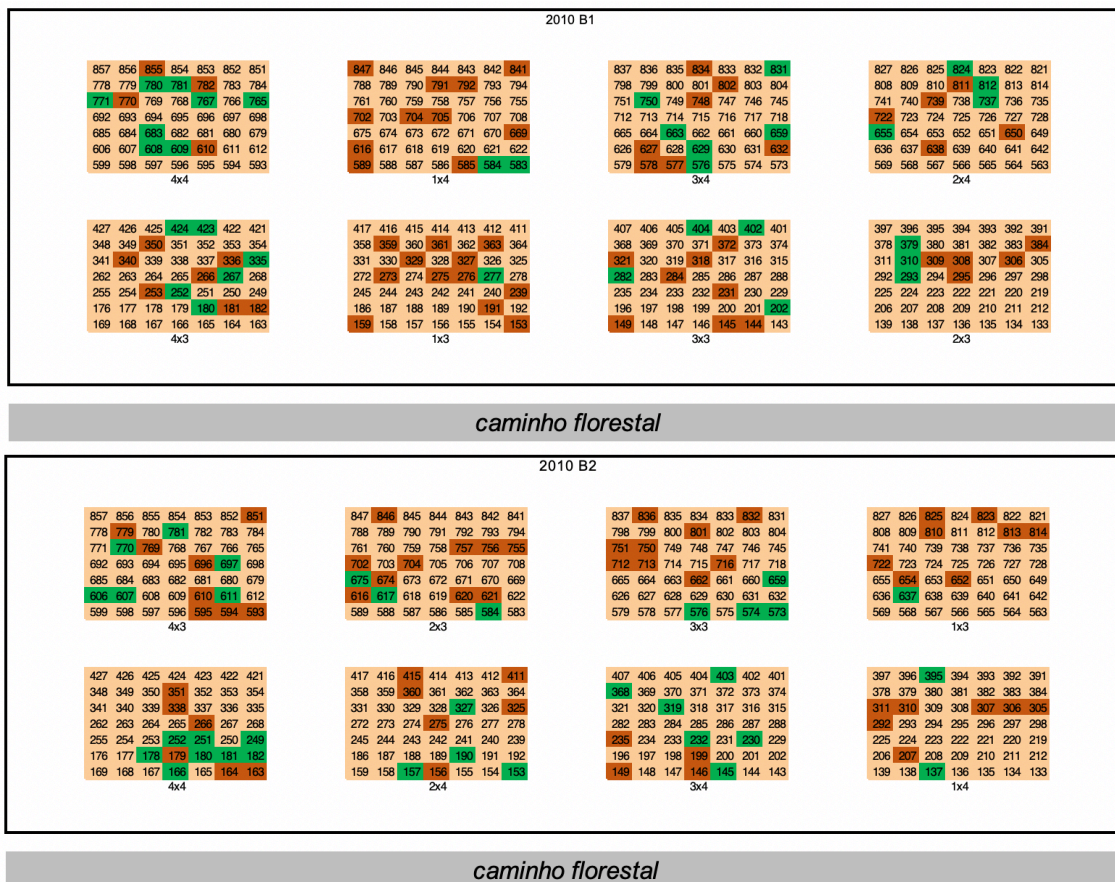 2010 B1
857 856 855 854 853 852 851 847 846 845 844 843 842 841 837 836 835 834 833 832 831 827 826 825 824 823 822 821
778 779 780 781 782 783 784 788 789 790 791 792 793 794 798 799 800 801 802 803 804 808 809 810 811 812 813 814
771 770 769 768 767 766 765 761 760 759 758 757 756 755 751 750 749 748 747 746 745 741 740 739 738 737 736 735
692 693 694 695 696 697 698 702 703 704 705 706 707 708 712 713 714 715 716 717 718 722 723 724 725 726 727 728
685 684 683 682 681 680 679 675 674 673 672 671 670 669 665 664 663 662 661 660 659 655 654 653 652 651 650 649
606 607 608 609 610 611 612 616 617 618 619 620 621 622 626 627 628 629 630 631 632 636 637 638 639 640 641 642
599 598 597 596 595 594 593 589 588 587 586 585 584 583 579 578 577 576 575 574 573 569 568 567 566 565 564 563
4x4 1x4 3x4 2x4
427 426 425 424 423 422 421 417 416 415 414 413 412 411 407 406 405 404 403 402 401 397 396 395 394 393 392 391
348 349 350 351 352 353 354 358 359 360 361 362 363 364 368 369 370 371 372 373 374 378 379 380 381 382 383 384
341 340 339 338 337 336 335 331 330 329 328 327 326 325 321 320 319 318 317 316 315 311 310 309 308 307 306 305
262 263 264 265 266 267 268 272 273 274 275 276 277 278 282 283 284 285 286 287 288 292 293 294 295 296 297 298
255 254 253 252 251 250 249 245 244 243 242 241 240 239 235 234 233 232 231 230 229 225 224 223 222 221 220 219
176 177 178 179 180 181 182 186 187 188 189 190 191 192 196 197 198 199 200 201 202 206 207 208 209 210 211 212
169 168 167 166 165 164 163 159 158 157 156 155 154 153 149 148 147 146 145 144 143 139 138 137 136 135 134 133
4x3 1x3 3x3 2x3
caminho florestal
2010 B2
857 856 855 854 853 852 851 847 846 845 844 843 842 841 837 836 835 834 833 832 831 827 826 825 824 823 822 821
778 779 780 781 782 783 784 788 789 790 791 792 793 794 798 799 800 801 802 803 804 808 809 810 811 812 813 814
771 770 769 768 767 766 765 761 760 759 758 757 756 755 751 750 749 748 747 746 745 741 740 739 738 737 736 735
692 693 694 695 696 697 698 702 703 704 705 706 707 708 712 713 714 715 716 717 718 722 723 724 725 726 727 728
685 684 683 682 681 680 679 675 674 673 672 671 670 669 665 664 663 662 661 660 659 655 654 653 652 651 650 649
606 607 608 609 610 611 612 616 617 618 619 620 621 622 626 627 628 629 630 631 632 636 637 638 639 640 641 642
599 598 597 596 595 594 593 589 588 587 586 585 584 583 579 578 577 576 575 574 573 569 568 567 566 565 564 563
4x3 2x3 3x3 1x3
427 426 425 424 423 422 421 417 416 415 414 413 412 411 407 406 405 404 403 402 401 397 396 395 394 393 392 391
348 349 350 351 352 353 354 358 359 360 361 362 363 364 368 369 370 371 372 373 374 378 379 380 381 382 383 384
341 340 339 338 337 336 335 331 330 329 328 327 326 325 321 320 319 318 317 316 315 311 310 309 308 307 306 305
262 263 264 265 266 267 268 272 273 274 275 276 277 278 282 283 284 285 286 287 288 292 293 294 295 296 297 298
255 254 253 252 251 250 249 245 244 243 242 241 240 239 235 234 233 232 231 230 229 225 224 223 222 221 220 219
176 177 178 179 180 181 182 186 187 188 189 190 191 192 196 197 198 199 200 201 202 206 207 208 209 210 211 212
169 168 167 166 165 164 163 159 158 157 156 155 154 153 149 148 147 146 145 144 143 139 138 137 136 135 134 133
4x4 2x4 3x4 1x4
caminho florestal